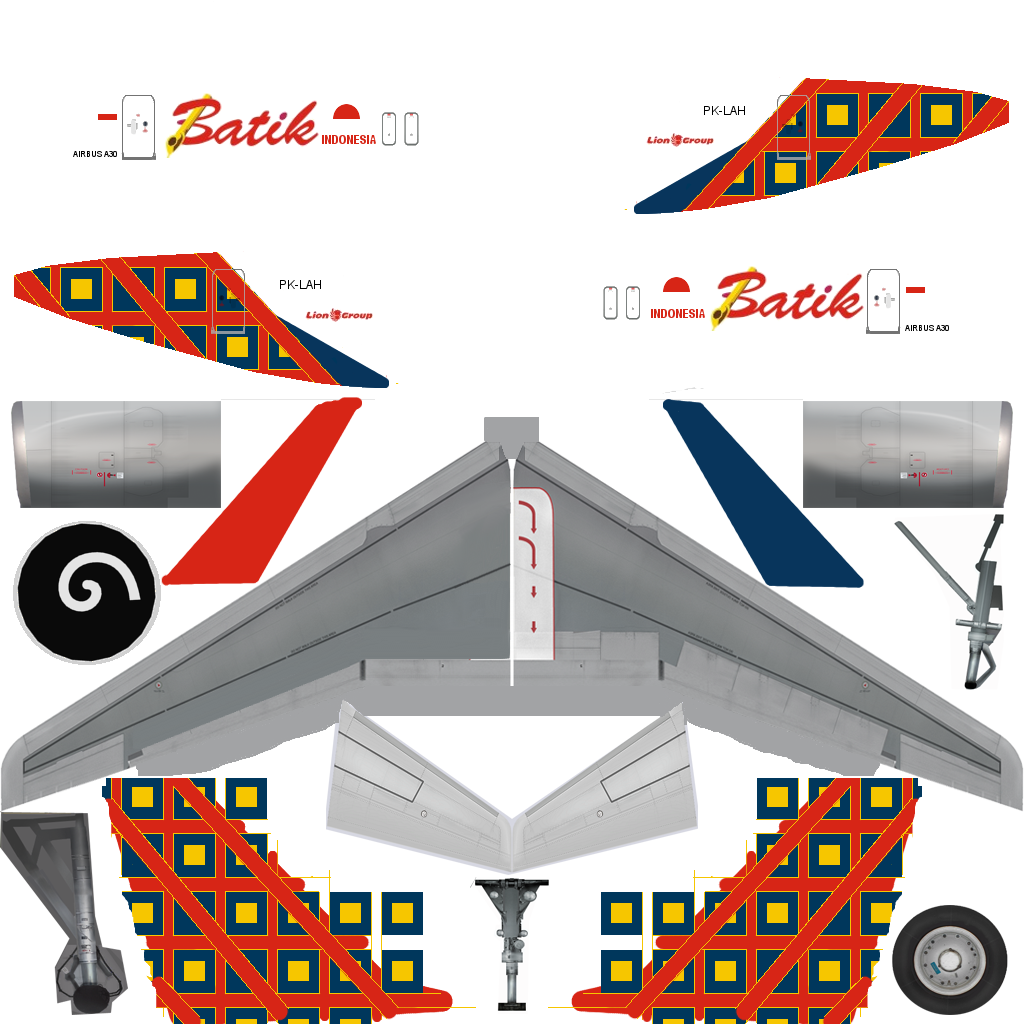 Batik
INDONESIA
AIRBUS A30
PK-LAH
Lion Group
PK-LAH
Lion Group
Batik
INDONESIA
AIRBUS A30